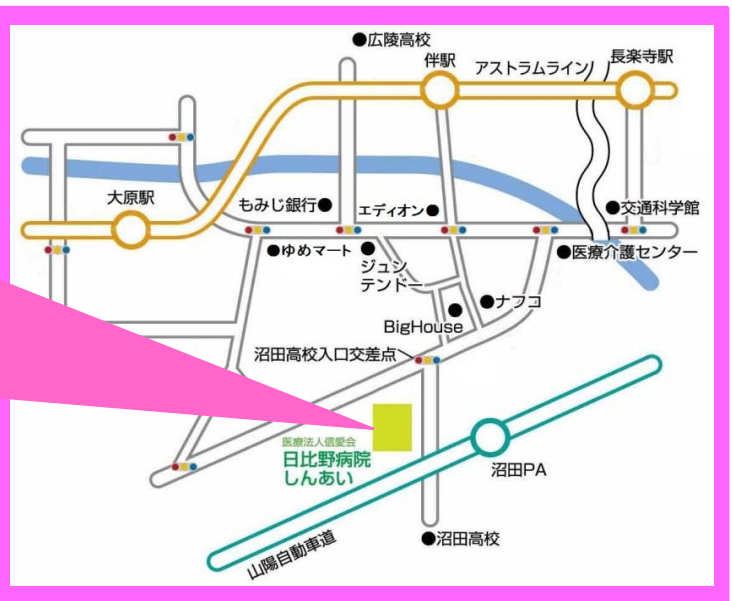 ●広陵高校
伴駅
アストラムライン
長楽寺駅
大原駅
もみじ銀行●
エディオン●
●交通科学館
●ゆめマート
●
ジュン
テンドー
●医療介護センター
●ナフコ
●
BigHouse
沼田高校入口交差点
医療法人信愛会
日比野病院
しんあい
沼田PA
●沼田高校
山陽自動車道